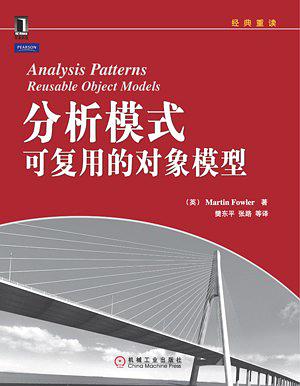 经典重读
PEARSON
Analysis Patterns
Reusable Object Models
分析模式
可复用的对象模型
（英） Martin Fowler 著
樊东平 张路 等译
机械工业出版社
China Machine Press